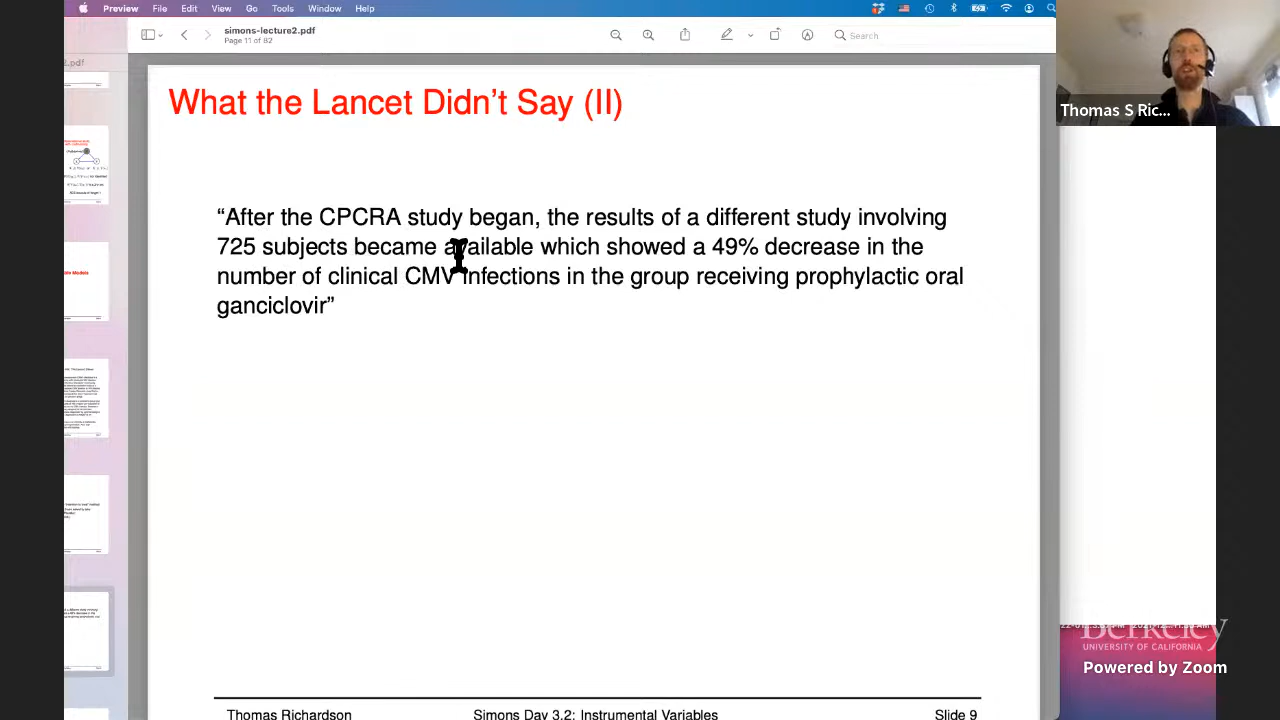 Preview File Edit View Go Tools Window Help
simons-lecture2.pdf
Page 11 of 82
Search
2.pdf
Thomas S Ric...
What the Lancet Didn't Say (II)
“After the CPCRA study began, the results of a different study involving
725 subjects became available which showed a 49% decrease in the
number of clinical CMV infections in the group receiving prophylactic oral
ganciclovir”
Berkeley
UNIVERSITY OF CALIFORNIA
Powered by Zoom
Thomas Richardson Simons Day 3.2: Instrumental Variables Slide 9